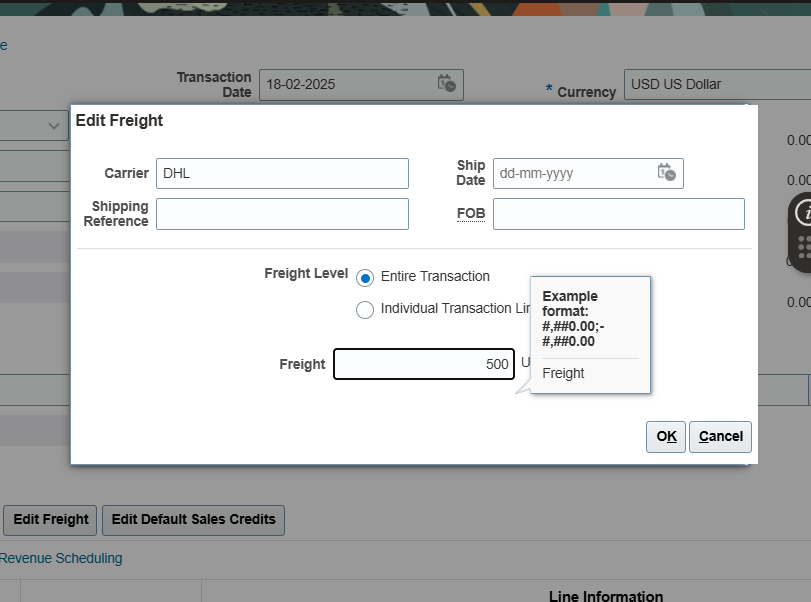 e
Transaction
Date
18-02-2025
* Currency
USD US Dollar
Edit Freight
0.00
Carrier
DHL
Ship
Date
dd-mm-yyyy
0.00
Shipping
Reference
FOB
Freight Level
Entire Transaction
Individual Transaction Lin
0.00
Freight
500
U
Example
format:
#,##0.00;-
#,##0.00
Freight
OK
Cancel
Edit Freight
Edit Default Sales Credits
Revenue Scheduling
Line Information